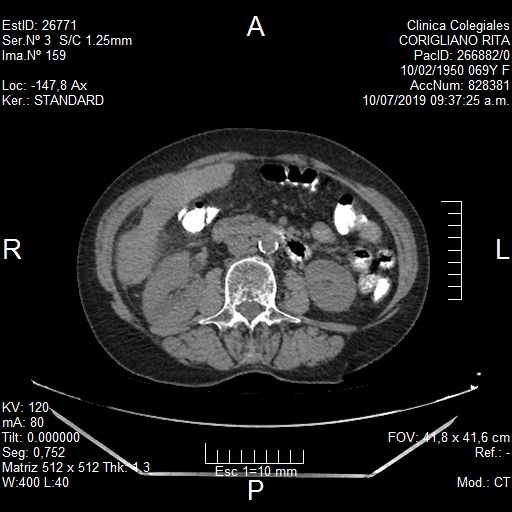 EstID: 26771
Ser.Nº 3 S/C 1.25mm
Ima.Nº 159
Loc: -147,8 Ax
Ker.: STANDARD
A
Clinica Colegiales
CORIGLIANO RITA
PacID: 266882/0
10/02/1950 069Y F
AccNum: 828381
10/07/2019 09:37:25 a.m.
R
L
KV: 120
mA: 80
Tilt: 0.000000
Seg: 0,752
Matriz 512 x 512 Thk: 1.3
W:400 L:40
Esc 1=10 mm
P
FOV: 41,8 x 41,6 cm
Ref.: -
Mod.: CT